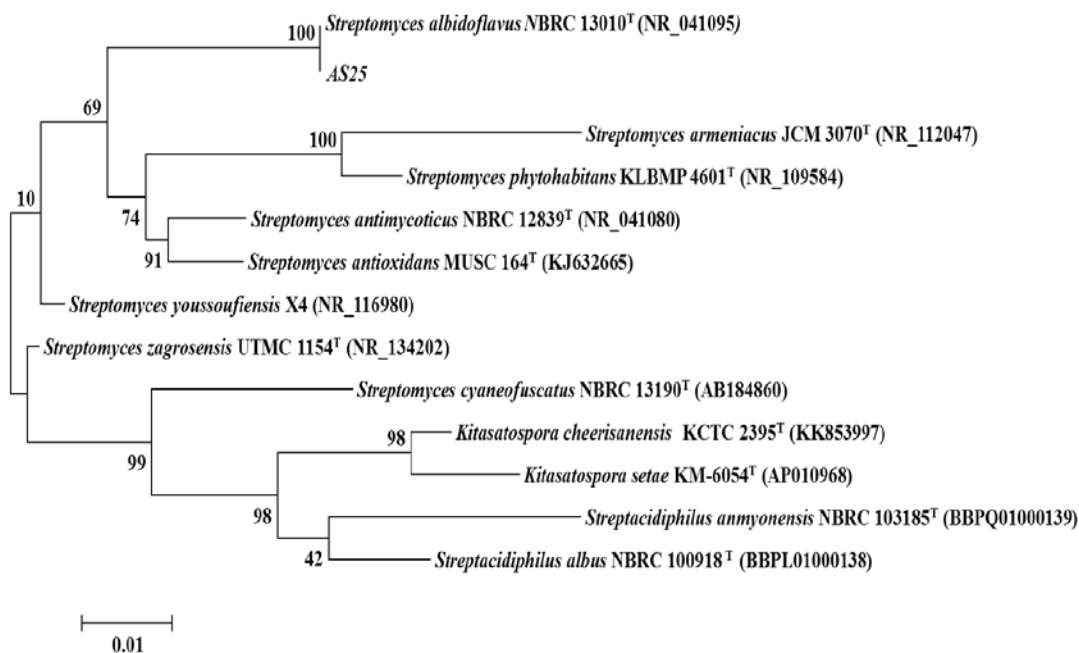 100
Streptomyces albidoflavus NBRC 13010ᵀ (NR_041095)
AS25
69
100
Streptomyces armeniacus JCM 3070ᵀ (NR_112047)
Streptomyces phytohabitans KLBMP 4601ᵀ (NR_109584)
10
74
Streptomyces antimycoticus NBRC 12839ᵀ (NR_041080)
91
Streptomyces antioxidans MUSC 164ᵀ (KJ632665)
Streptomyces youssoufiensis X4 (NR_116980)
Streptomyces zagrosensis UTMC 1154ᵀ (NR_134202)
Streptomyces cyaneofuscatus NBRC 13190ᵀ (AB184860)
99
98
Kitasatospora cheerisanensis KCTC 2395ᵀ (KK853997)
Kitasatospora setae KM-6054ᵀ (AP010968)
98
Streptacidiphilus anmyonensis NBRC 103185ᵀ (BBPQ01000139)
42
Streptacidiphilus albus NBRC 100918ᵀ (BBPL01000138)
0.01